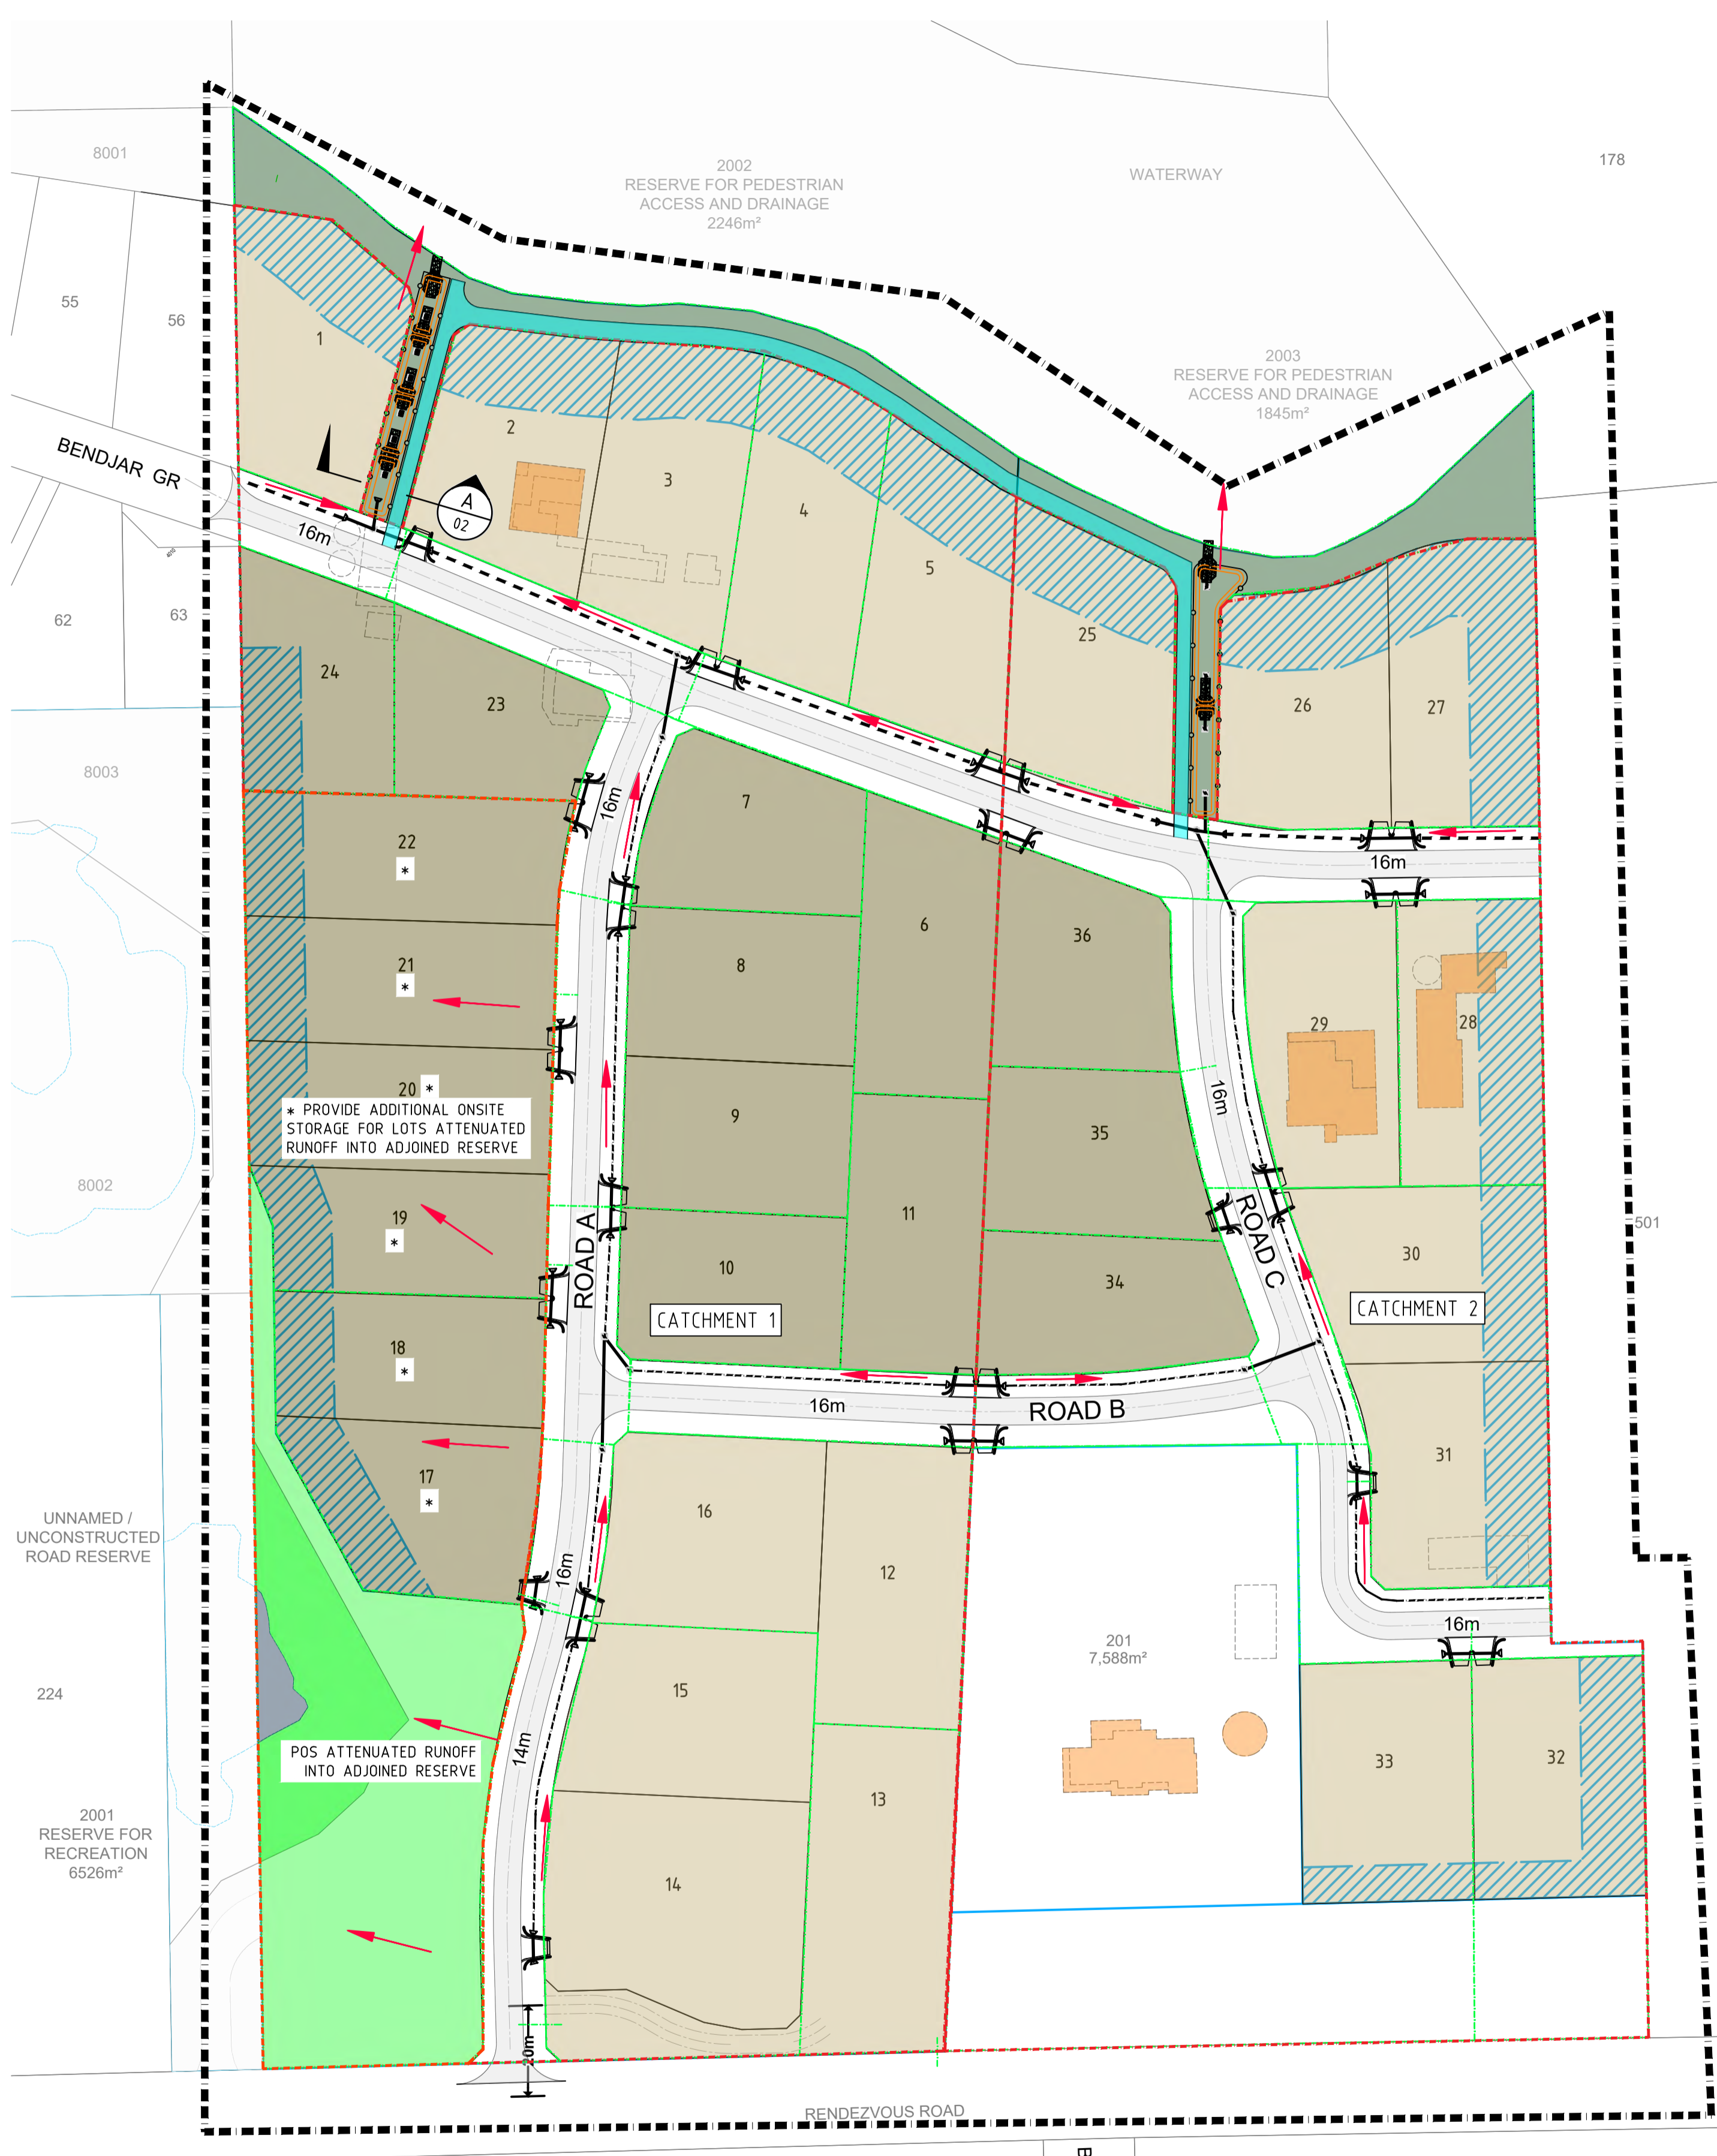 8001
2002
RESERVE FOR PEDESTRIAN
ACCESS AND DRAINAGE
2246m²
WATERWAY
178
55
56
1
2003
RESERVE FOR PEDESTRIAN
ACCESS AND DRAINAGE
1845m²
BENDJAR GR
2
3
4
5
A
02
16m
62
63
24
23
25
26
27
8003
16m
7
22
*
6
36
16m
21
*
8
29
28
20
*
* PROVIDE ADDITIONAL ONSITE
STORAGE FOR LOTS ATTENUATED
RUNOFF INTO ADJOINED RESERVE
9
35
16m
8002
19
*
11
501
ROAD A
10
ROAD C
30
34
CATCHMENT 1
CATCHMENT 2
18
*
16m
ROAD B
17
*
16
31
UNNAMED /
UNCONSTRUCTED
ROAD RESERVE
16m
12
16m
201
7,588m²
224
15
14m
POS ATTENUATED RUNOFF
INTO ADJOINED RESERVE
33
32
13
2001
RESERVE FOR
RECREATION
6526m²
14
20m
RENDEZVOUS ROAD